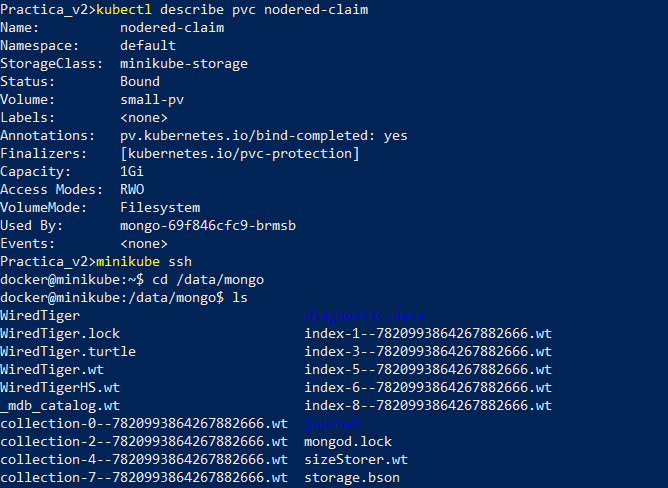 Practica_v2>kubectl describe pvc nodered-claim
Name:          nodered-claim
Namespace:     default
StorageClass:  minikube-storage
Status:        Bound
Volume:        small-pv
Labels:        <none>
Annotations:   pv.kubernetes.io/bind-completed: yes
Finalizers:    [kubernetes.io/pvc-protection]
Capacity:      1Gi
Access Modes:  RWO
VolumeMode:    Filesystem
Used By:       mongo-69f846cfc9-brmsb
Events:        <none>
Practica_v2>minikube ssh
docker@minikube:~$ cd /data/mongo
docker@minikube:/data/mongo$ ls
WiredTiger                            diagnostic.data
WiredTiger.lock                       index-1--7820993864267882666.wt
WiredTiger.turtle                     index-3--7820993864267882666.wt
WiredTiger.wt                         index-5--7820993864267882666.wt
WiredTigerHS.wt                       index-6--7820993864267882666.wt
_mdb_catalog.wt                       index-8--7820993864267882666.wt
collection-0--7820993864267882666.wt  journal
collection-2--7820993864267882666.wt  mongod.lock
collection-4--7820993864267882666.wt  sizeStorer.wt
collection-7--7820993864267882666.wt  storage.bson